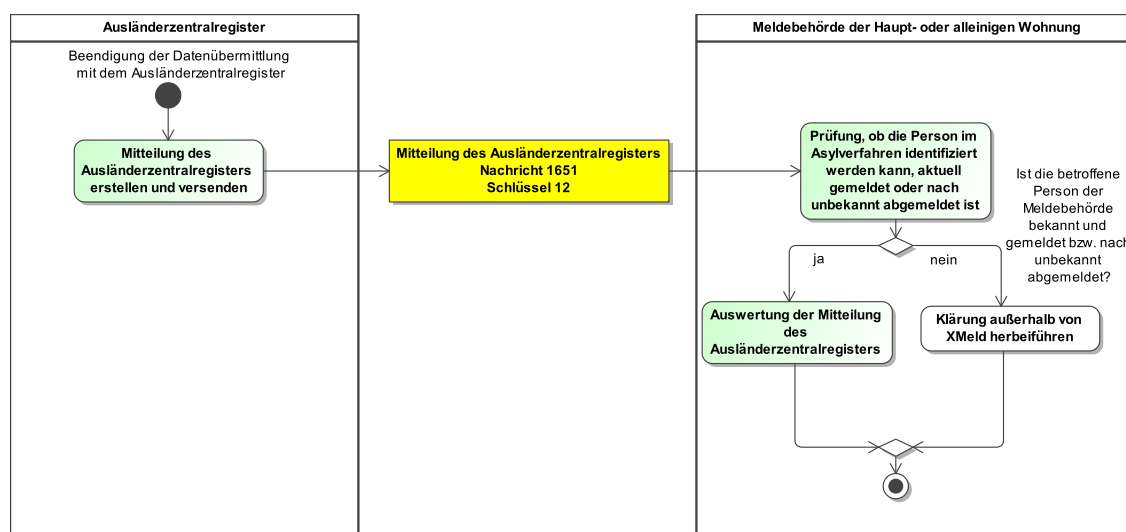 Ausländerzentralregister
Beendigung der Datenübermittlung
mit dem Ausländerzentralregister
Mitteilung des
Ausländerzentralregisters
erstellen und versenden
Mitteilung des Ausländerzentralregisters
Nachricht 1651
Schlüssel 12
Meldebehörde der Haupt- oder alleinigen Wohnung
Prüfung, ob die Person im
Asylverfahren identifiziert
werden kann, aktuell
gemeldet oder nach
unbekannt abgemeldet ist
Ist die betroffene
Person der
Meldebehörde
bekannt und
gemeldet bzw. nach
unbekannt
abgemeldet?
ja
nein
Auswertung der Mitteilung
des
Ausländerzentralregisters
Klärung außerhalb von
XMeld herbeiführen